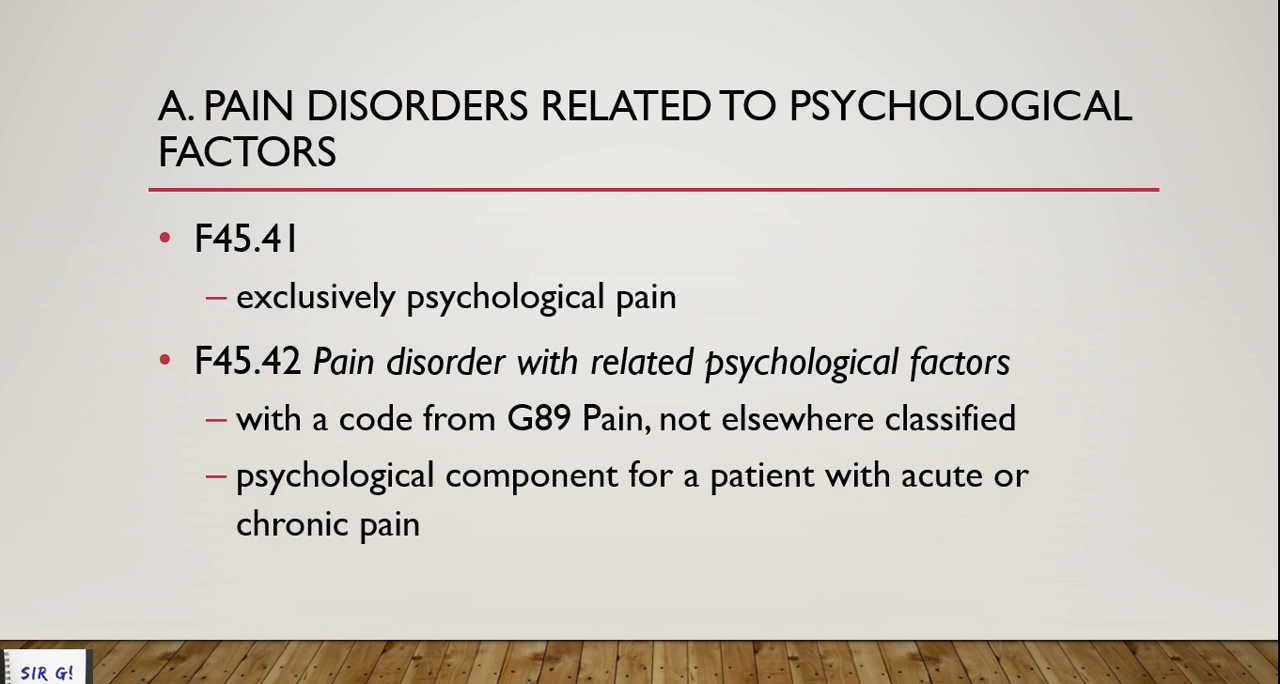 A. PAIN DISORDERS RELATED TO PSYCHOLOGICAL
FACTORS
• F45.41
– exclusively psychological pain
• F45.42 Pain disorder with related psychological factors
– with a code from G89 Pain, not elsewhere classified
– psychological component for a patient with acute or
chronic pain
SIR G!